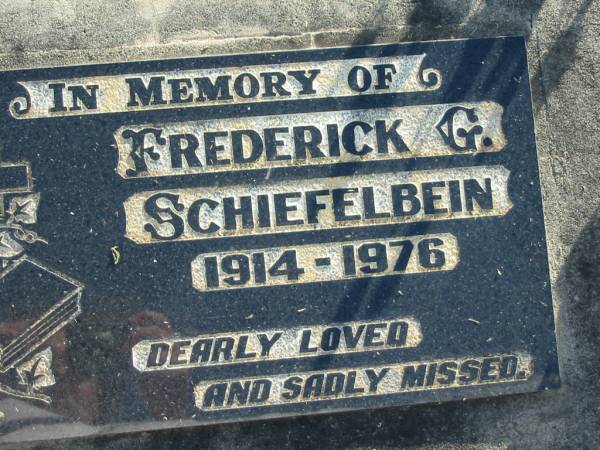 IN MEMORY OF
FREDERICK G.
SCHIEFELBEIN
1914 - 1976
DEARLY LOVED
AND SADLY MISSED.